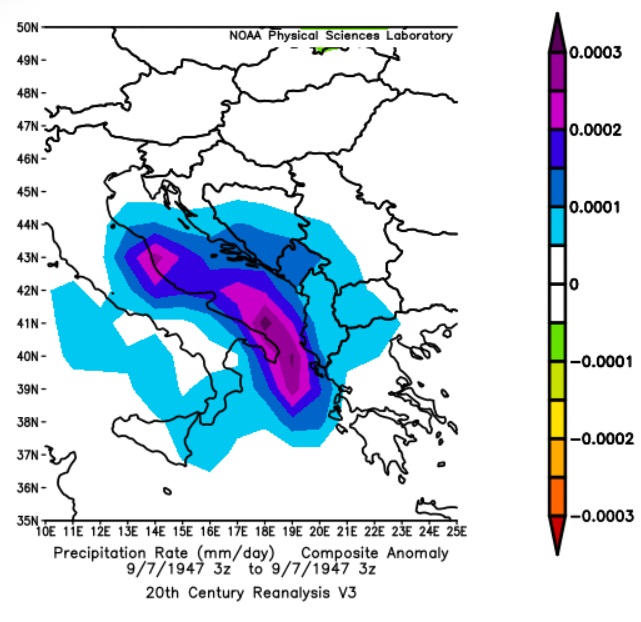 50N
NOAA Physical Sciences Laboratory
49N
48N
47N
46N
45N
44N
43N
42N
41N
40N
39N
38N
37N
36N
35N
10E 11E 12E 13E 14E 15E 16E 17E 18E 19E 20E 21E 22E 23E 24E 25E
0.0003
0.0002
0.0001
0
-0.0001
-0.0002
-0.0003
Precipitation Rate (mm/day) Composite Anomaly
9/7/1947 3z to 9/7/1947 3z
20th Century Reanalysis V3